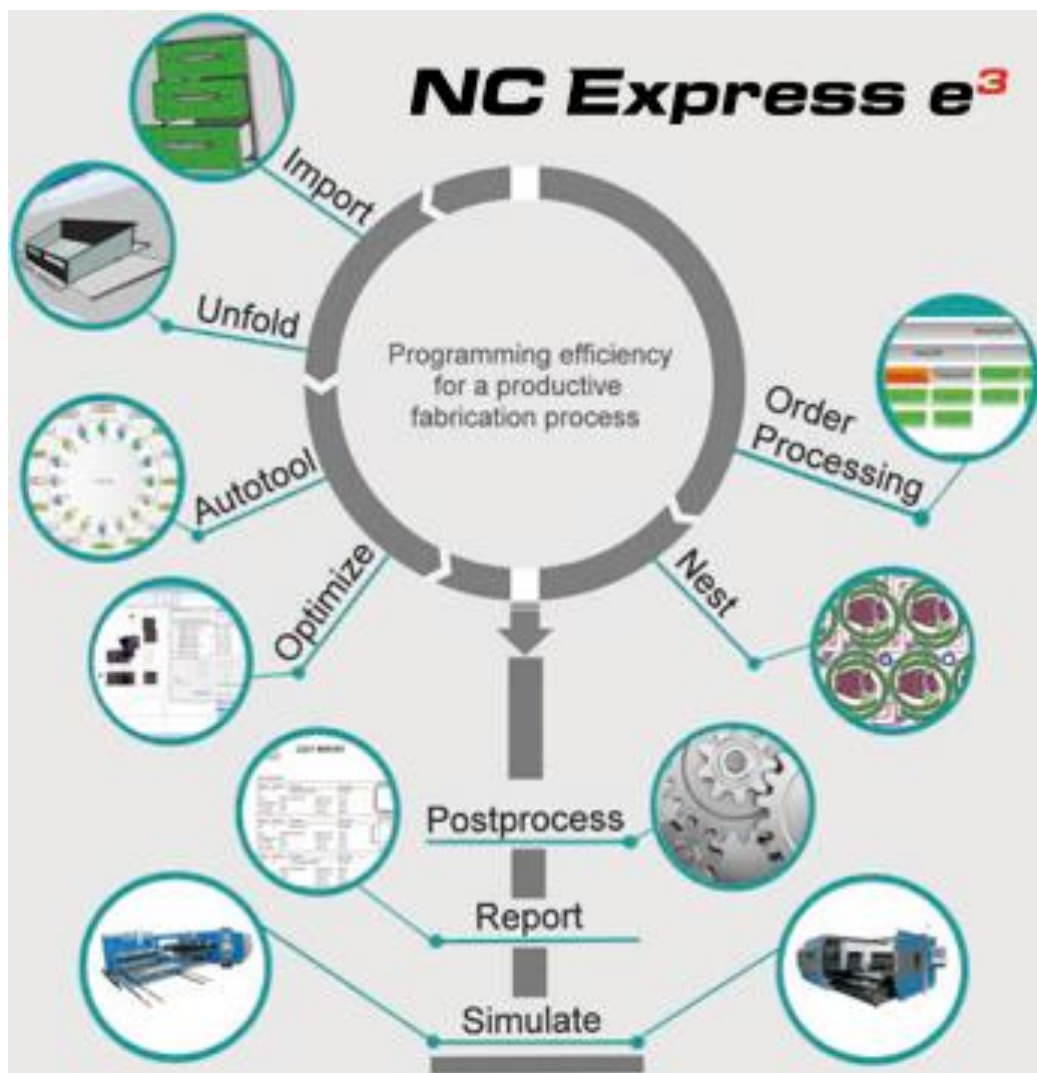 NC Express e³
Import
Unfold
Autotool
Optimize
Programming efficiency
for a productive
fabrication process
Order
Processing
Nest
Postprocess
Report
Simulate